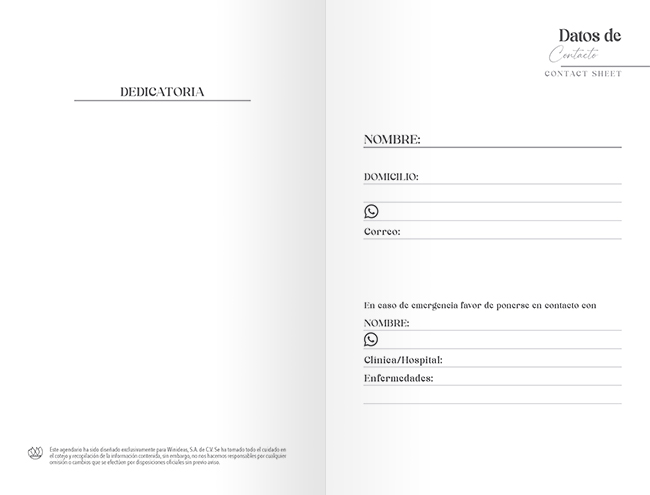 DEDICATORIA
Este agendario ha sido diseñado exclusivamente para Winideas, S.A. de C.V. Se ha tomado todo el cuidado en
el cotejo y recopilación de la información contenida, sin embargo, no nos hacemos responsables por cualquier
omisión o cambios que se efectúen por disposiciones oficiales sin previo aviso.
Datos de
Contacto
CONTACT SHEET
NOMBRE:
DOMICILIO:
Correo:
En caso de emergencia favor de ponerse en contacto con
NOMBRE:
Clínica/Hospital:
Enfermedades: